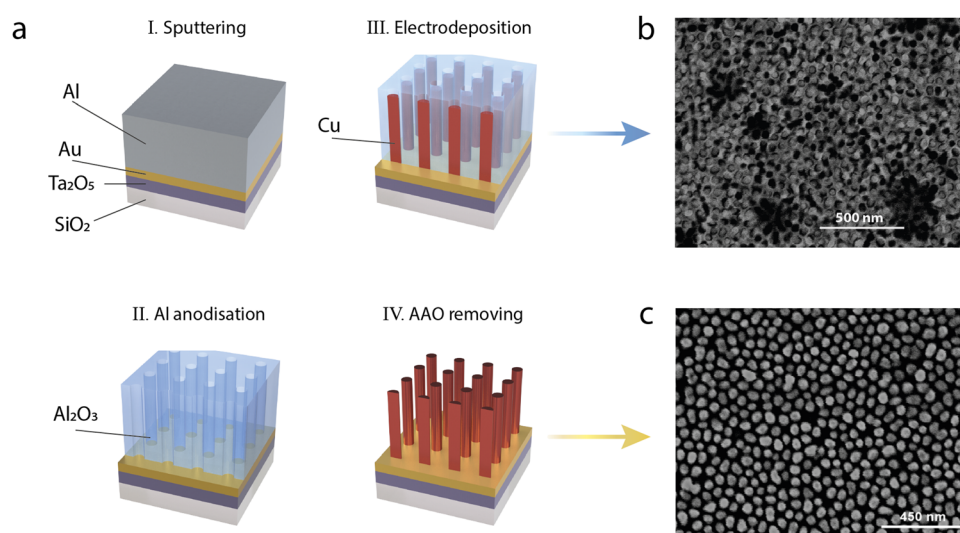 a
I. Sputtering
Al
Au
Ta₂O₅
SiO₂
III. Electrodeposition
Cu
b
500 nm
II. Al anodisation
Al₂O₃
IV. AAO removing
c
450 nm